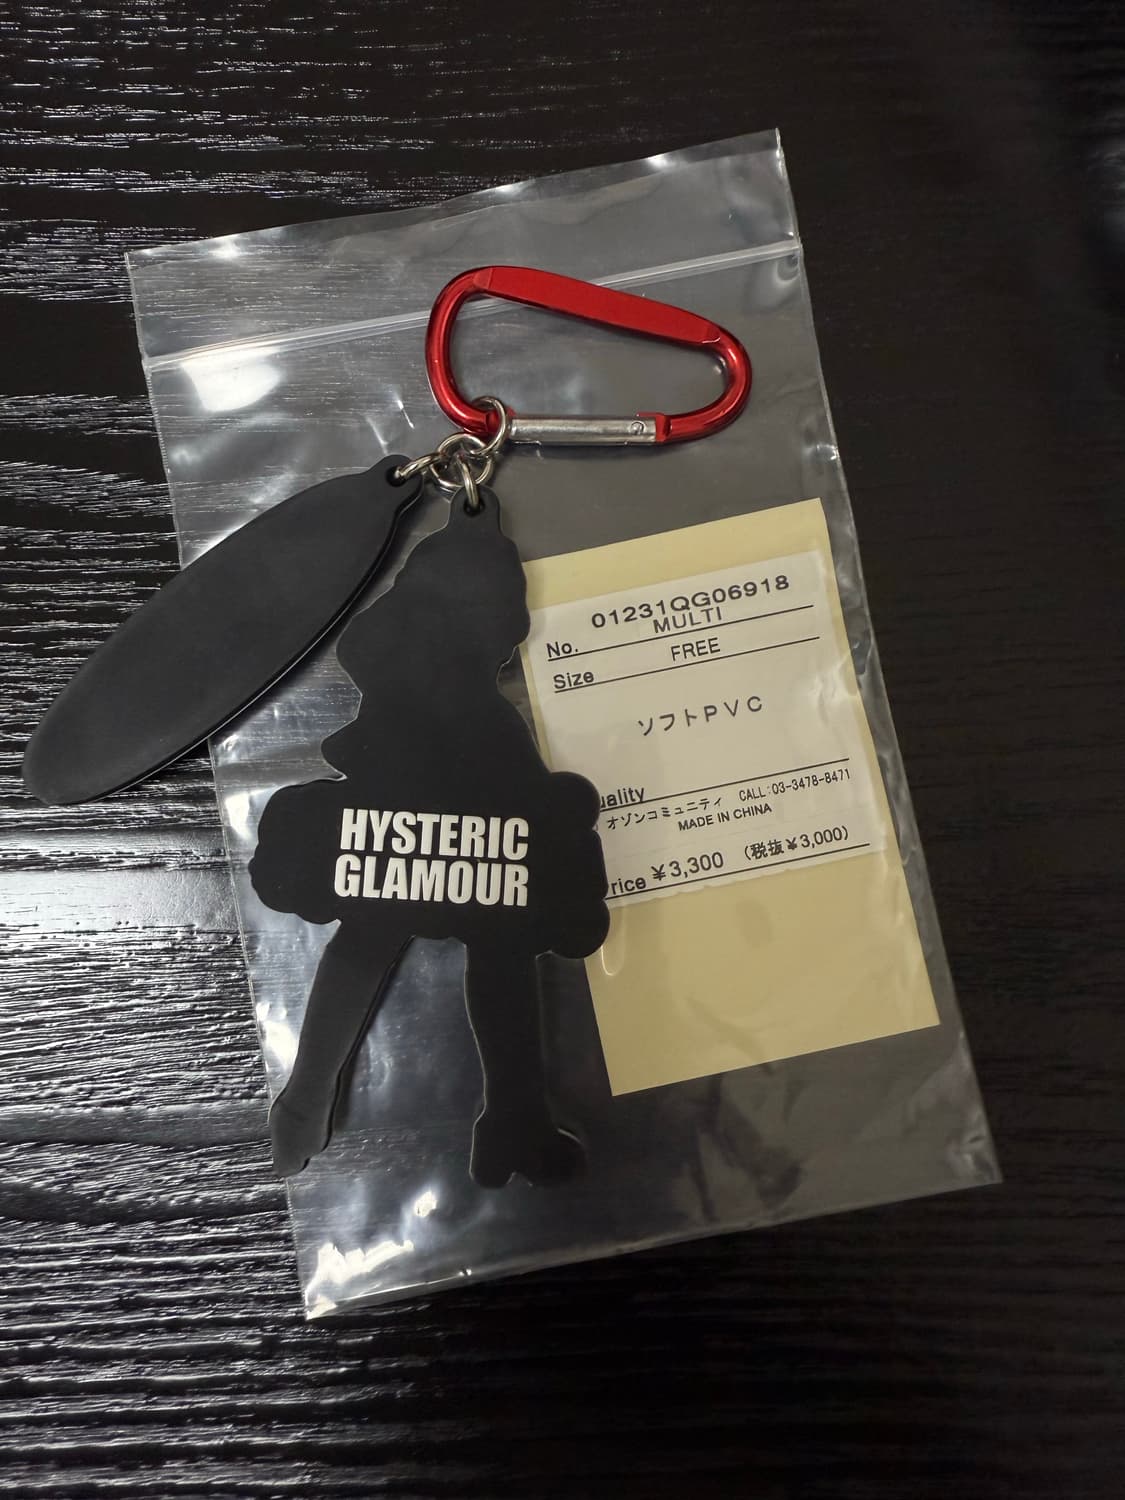 HYSTERIC
GLAMOUR
01231QG06918
MULTI
No.
FREE
Size
ソフトPVC
uality
オゾンコミュニティ CALL:03-3478-8471
MADE IN CHINA
rice ¥3,300 (税抜¥3,000)